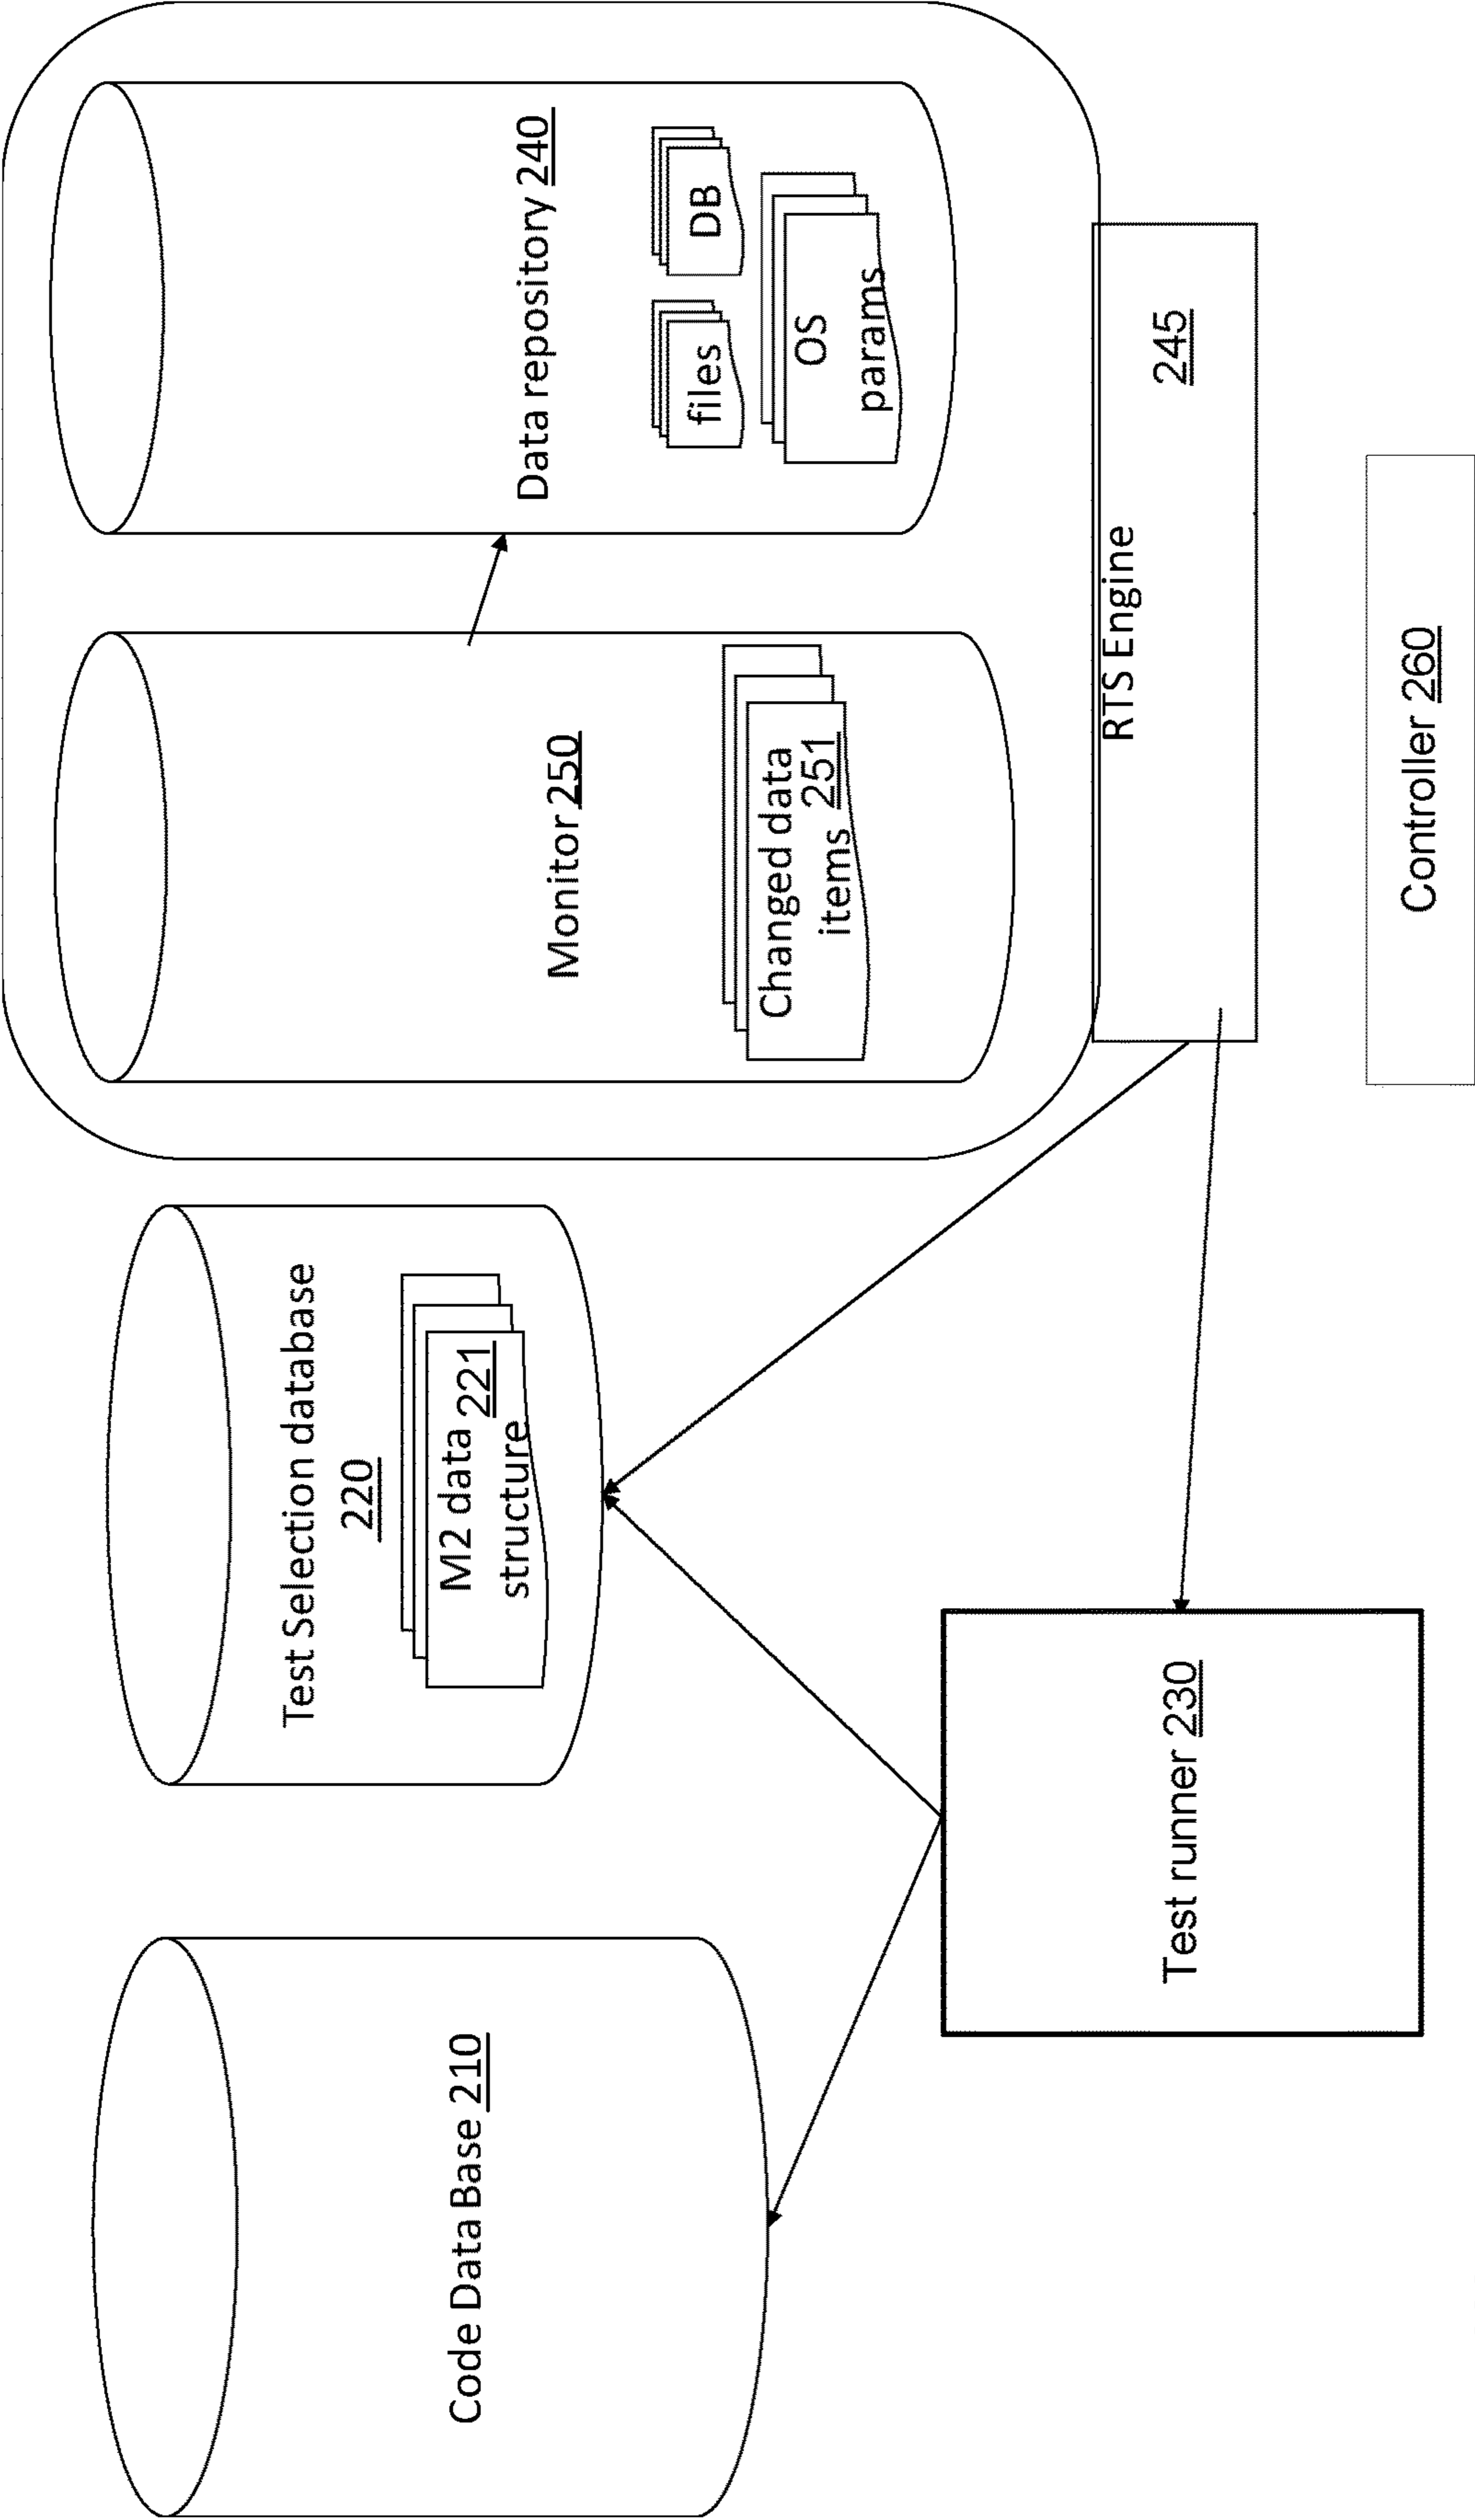 Code Data Base 210
Test Selection database
220
M2 data 221
structure
Monitor 250
Changed data
items 251
Data repository 240
files
DB
OS
params
RTS Engine
245
Test runner 230
Controller 260